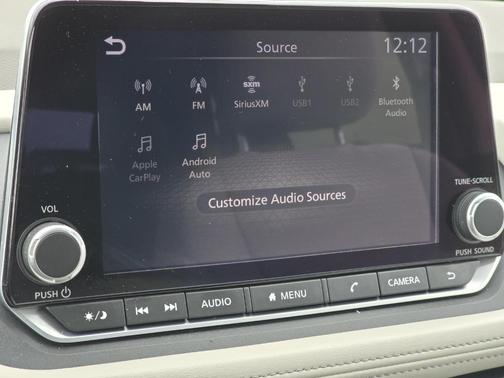 Source
12:12
AM
FM
sxm
SiriusXM
USB1
USB2
Bluetooth
Audio
Apple
CarPlay
Android
Auto
Customize Audio Sources
VOL
PUSH
TUNE·SCROLL
PUSH SOUND
AUDIO
MENU
CAMERA